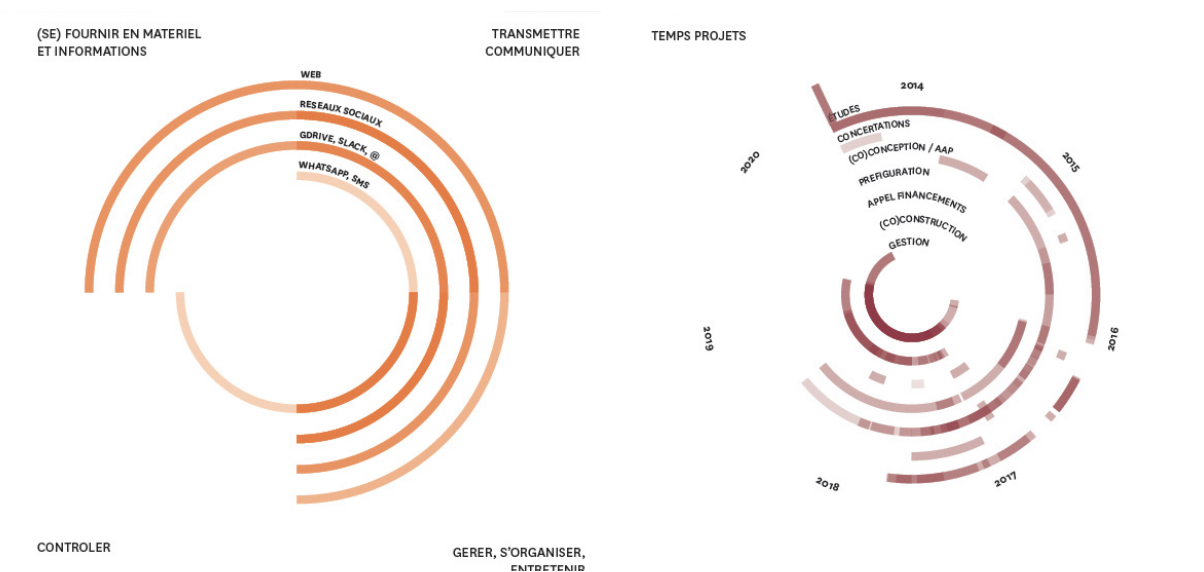 (SE) FOURNIR EN MATERIEL
ET INFORMATIONS
TRANSMETTRE
COMMUNIQUER
WEB
RESEAUX SOCIAUX
GDRIVE, SLACK, @
WHATSAPP, SMS
CONTROLER
GERER, S'ORGANISER,
ENTRETENIR
TEMPS PROJETS
2014
2015
2016
2017
2018
2019
2020
ETUDES
CONCERTATIONS
(CO)CONCEPTION / AAP
PREFIGURATION
APPEL FINANCEMENTS
(CO)CONSTRUCTION
GESTION